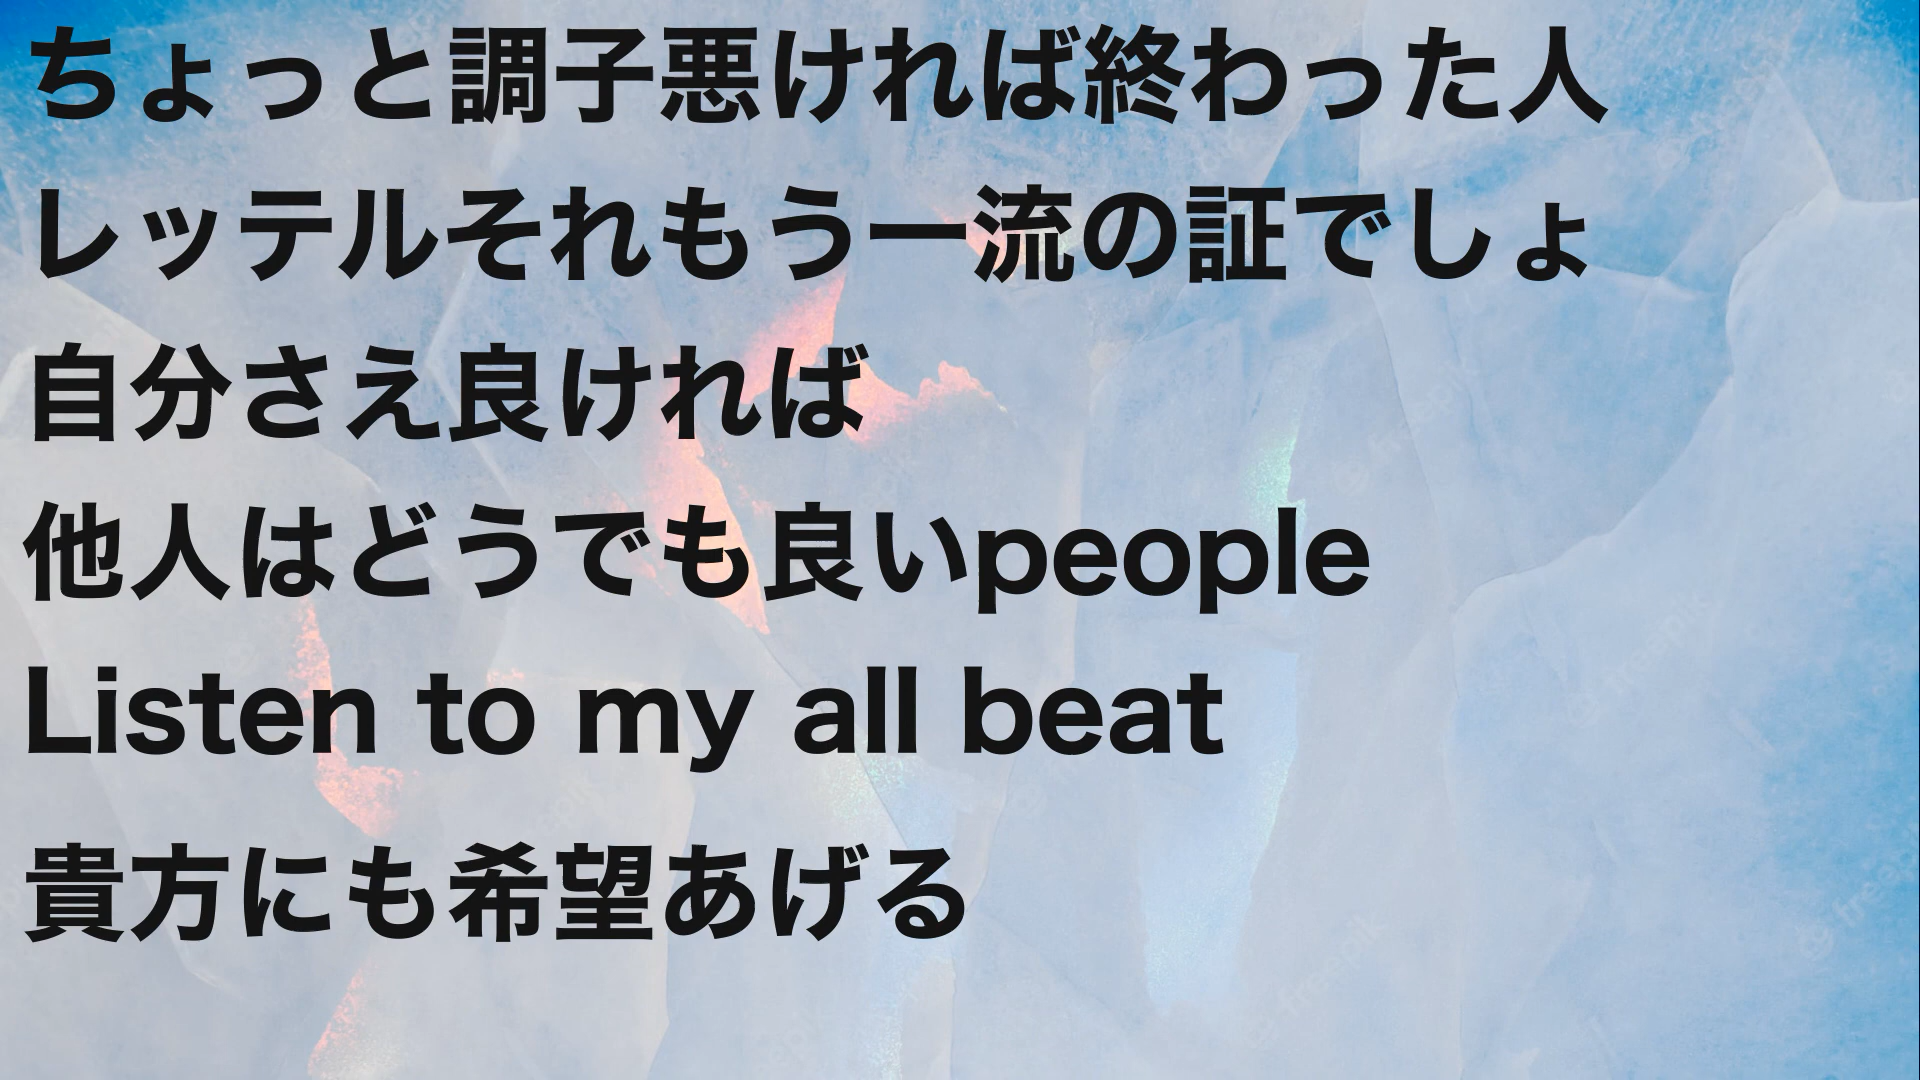 ちょっと調子悪ければ終わった人
レッテルそれもう一流の証でしょ
自分さえ良ければ
他人はどうでも良いpeople
Listen to my all beat
貴方にも希望あげる